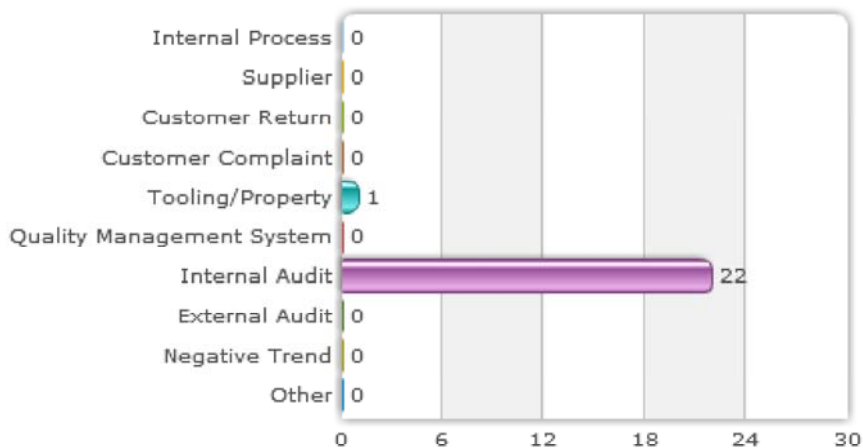 Internal Process 0
Supplier 0
Customer Return 0
Customer Complaint 0
Tooling/Property 1
Quality Management System 0
Internal Audit 22
External Audit 0
Negative Trend 0
Other 0
0 6 12 18 24 30